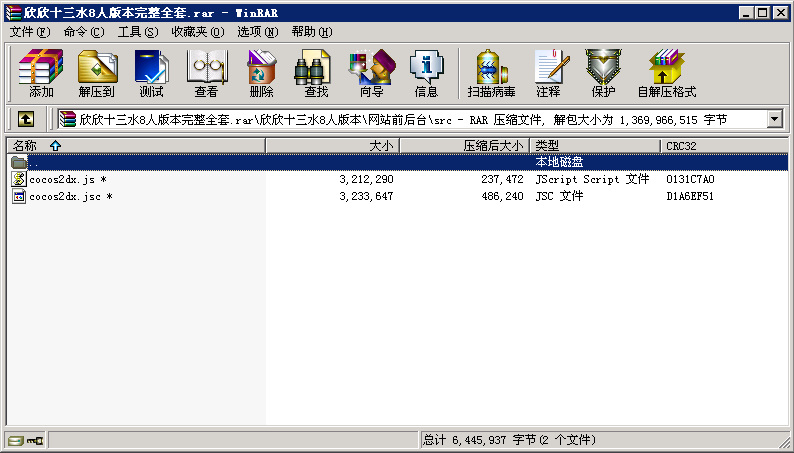 欣欣十三水8人版本完整全套.rar - WinRAR
文件(F) 命令(C) 工具(S) 收藏夹(O) 选项(N) 帮助(H)
添加 解压到 测试 查看 删除 查找 向导 信息 扫描病毒 注释 保护 自解压格式
欣欣十三水8人版本完整全套.rar\欣欣十三水8人版本\网站前后台\src - RAR 压缩文件, 解包大小为 1,369,966,515 字节
名称 大小 压缩后大小 类型 CRC32
.. 本地磁盘
cocos2dx.js * 3,212,290 237,472 JScript Script 文件 0131C7A0
cocos2dx.jsc * 3,233,647 486,240 JSC 文件 D1A6EF51
总计 6,445,937 字节(2 个文件)